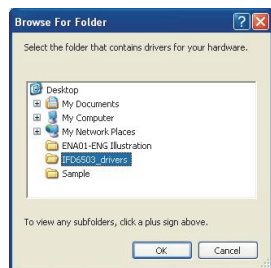 Browse For Folder
Select the folder that contains drivers for your hardware.
Desktop
My Documents
My Computer
My Network Places
ENA01-ENG Illustration
IFD6503_drivers
Sample
To view any subfolders, click a plus sign above.
OK Cancel